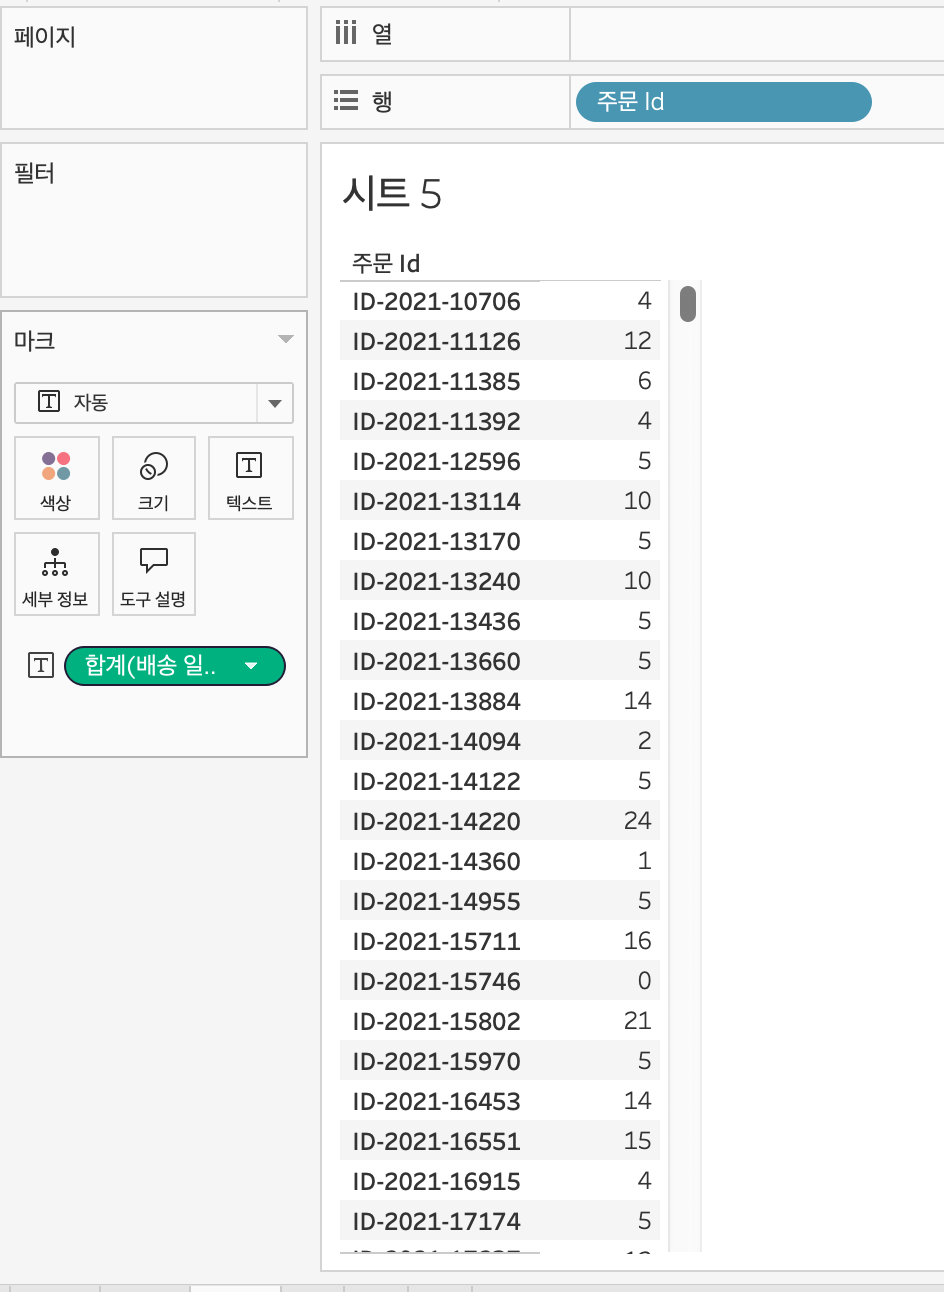 페이지
필터
마크
자동
색상
크기
텍스트
세부 정보
도구 설명
합계(배송 일..
열
행
주문 Id
시트 5
주문 Id
ID-2021-10706 4
ID-2021-11126 12
ID-2021-11385 6
ID-2021-11392 4
ID-2021-12596 5
ID-2021-13114 10
ID-2021-13170 5
ID-2021-13240 10
ID-2021-13436 5
ID-2021-13660 5
ID-2021-13884 14
ID-2021-14094 2
ID-2021-14122 5
ID-2021-14220 24
ID-2021-14360 1
ID-2021-14955 5
ID-2021-15711 16
ID-2021-15746 0
ID-2021-15802 21
ID-2021-15970 5
ID-2021-16453 14
ID-2021-16551 15
ID-2021-16915 4
ID-2021-17174 5